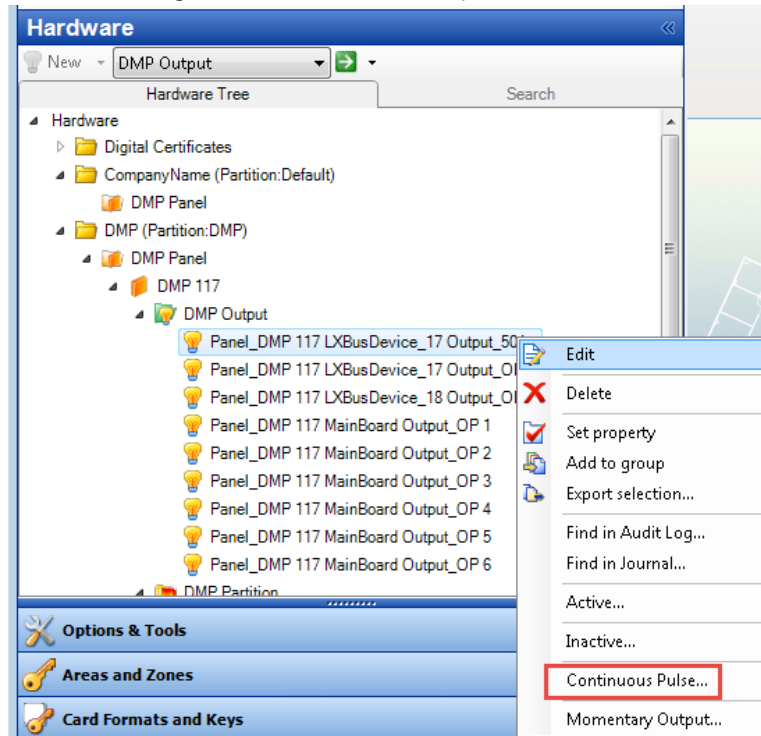 Hardware
New DMP Output
Hardware Tree Search
Hardware
Digital Certificates
CompanyName (Partition:Default)
DMP Panel
DMP (Partition:DMP)
DMP Panel
DMP 117
DMP Output
Panel_DMP 117 LXBusDevice_17 Output_50
Panel_DMP 117 LXBusDevice_17 Output_O
Panel_DMP 117 LXBusDevice_18 Output_O
Panel_DMP 117 MainBoard Output_OP 1
Panel_DMP 117 MainBoard Output_OP 2
Panel_DMP 117 MainBoard Output_OP 3
Panel_DMP 117 MainBoard Output_OP 4
Panel_DMP 117 MainBoard Output_OP 5
Panel_DMP 117 MainBoard Output_OP 6
DMP Partition
Options & Tools
Areas and Zones
Card Formats and Keys
Edit
Delete
Set property
Add to group
Export selection...
Find in Audit Log...
Find in Journal...
Active...
Inactive...
Continuous Pulse...
Momentary Output...